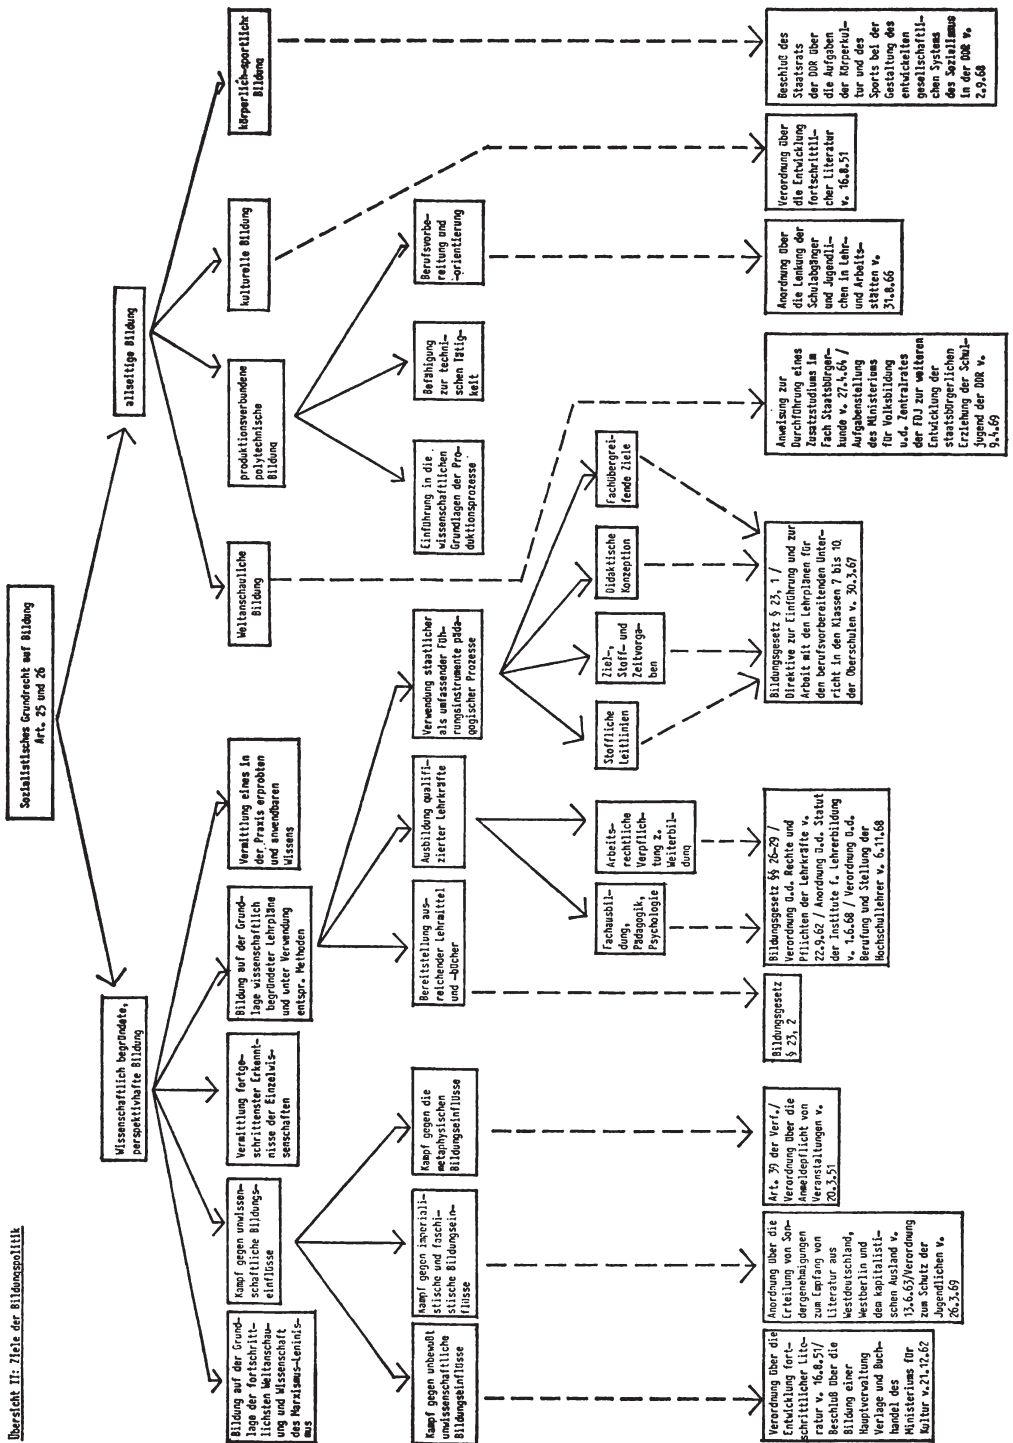 Übersicht II: Ziele der Bildungspolitik
Sozialistisches Grundrecht auf Bildung
Art. 25 und 26
Wissenschaftlich begründete,
perspektivhafte Bildung
allseitige Bildung
Bildung auf der Grund-
lage der fortschritt-
lichsten Weltanschau-
ung und Wissenschaft
des Marxismus-Leninis-
mus
Kampf gegen unwissen-
schaftliche Bildungs-
einflüsse
Vermittlung fortge-
schrittenster Erkennt-
nisse der Einzelwis-
senschaften
Bildung auf der Grund-
lage wissenschaftlich
begründeter Lehrpläne
und unter Verwendung
entspr. Methoden
Vermittlung eines in
der Praxis erprobten
und anwendbaren
Wissens
Weltanschauliche
Bildung
produktionsverbundene
polytechnische
Bildung
kulturelle Bildung
körperlich-sportliche
Bildung
Kampf gegen unbewußt
unwissenschaftliche
Bildungseinflüsse
Kampf gegen imperiali-
stische und faschi-
stische Bildungsein-
flüsse
Kampf gegen die
metaphysischen
Bildungseinflüsse
Bereitstellung aus-
reichender Lehrmittel
und -bücher
Ausbildung qualifi-
zierter Lehrkräfte
Verwendung staatlicher
als umfassender Füh-
rungsinstrumente päda-
gogischer Prozesse
Einführung in die
wissenschaftlichen
Grundlagen der Pro-
duktionsprozesse
Befähigung
zur techni-
schen Tätig-
keit
Berufsvorbe-
reitung und
-orientierung
Fachausbil-
dung,
Pädagogik,
Psychologie
Arbeits-
rechtliche
Verpflich-
tung z.
Weiterbil-
dung
Stoffliche
Leitlinien
Ziel-,
Stoff- und
Zeitvorga-
ben
Didaktische
Konzeption
Fachübergrei-
fende Ziele
Verordnung über die
Entwicklung fort-
schrittlicher Lite-
ratur v. 16.8.51/
Beschluß über die
Bildung einer
Hauptverwaltung
Verlage und Buch-
handel des
Ministeriums für
Kultur v.21.12.62
Anordnung über die
Erteilung von Son-
dergenehmigungen
zum Empfang von
Literatur aus
Westdeutschland,
Westberlin und
dem kapitalisti-
schen Ausland v.
13.6.63/Verordnung
zum Schutz der
Jugendlichen v.
26.3.69
Art. 39 der Verf./
Verordnung über die
Anmeldepflicht von
Veranstaltungen v.
20.3.51
Bildungsgesetz
§ 23, 2
Bildungsgesetz §§ 26-29 /
Verordnung ü.d. Rechte und
Pflichten der Lehrkräfte v.
22.9.62 / Anordnung ü.d. Statut
der Institute f. Lehrerbildung
v. 1.6.68 / Verordnung ü.d.
Berufung und Stellung der
Hochschullehrer v. 6.11.68
Bildungsgesetz § 23, 1 /
Direktive zur Einführung und zur
Arbeit mit den Lehrplänen für
den berufsvorbereitenden Unter-
richt in den Klassen 7 bis 10
der Oberschulen v. 30.3.67
Anweisung zur
Durchführung eines
Zusatzstudiums im
Fach Staatsbürger-
kunde v. 27.4.64 /
Aufgabenstellung
des Ministeriums
für Volksbildung
u.d. Zentralrates
der FDJ zur weiteren
Entwicklung der
staatsbürgerlichen
Erziehung der Schul-
jugend der DDR v.
9.4.69
Anordnung über
die Lenkung der
Schulabgänger
und Jugendli-
chen in Lehr-
und Arbeits-
stätten v.
31.8.66
Verordnung über
die Entwicklung
fortschrittli-
cher Literatur
v. 16.8.51
Beschluß des
Staatsrats
der DDR über
die Aufgaben
der Körperkul-
tur und des
Sports bei der
Gestaltung des
entwickelten
gesellschaftli-
chen Systems
des Sozialismus
in der DDR v.
2.9.68